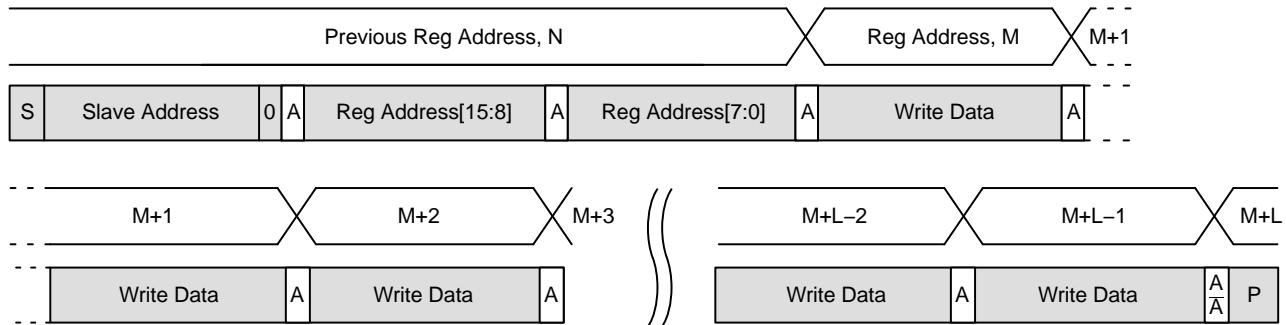 Previous Reg Address, N Reg Address, M M+1
S Slave Address 0 A Reg Address[15:8] A Reg Address[7:0] A Write Data A
M+1 M+2 M+3 M+L−2 M+L−1 M+L
Write Data A Write Data A Write Data A Write Data A A̅ P